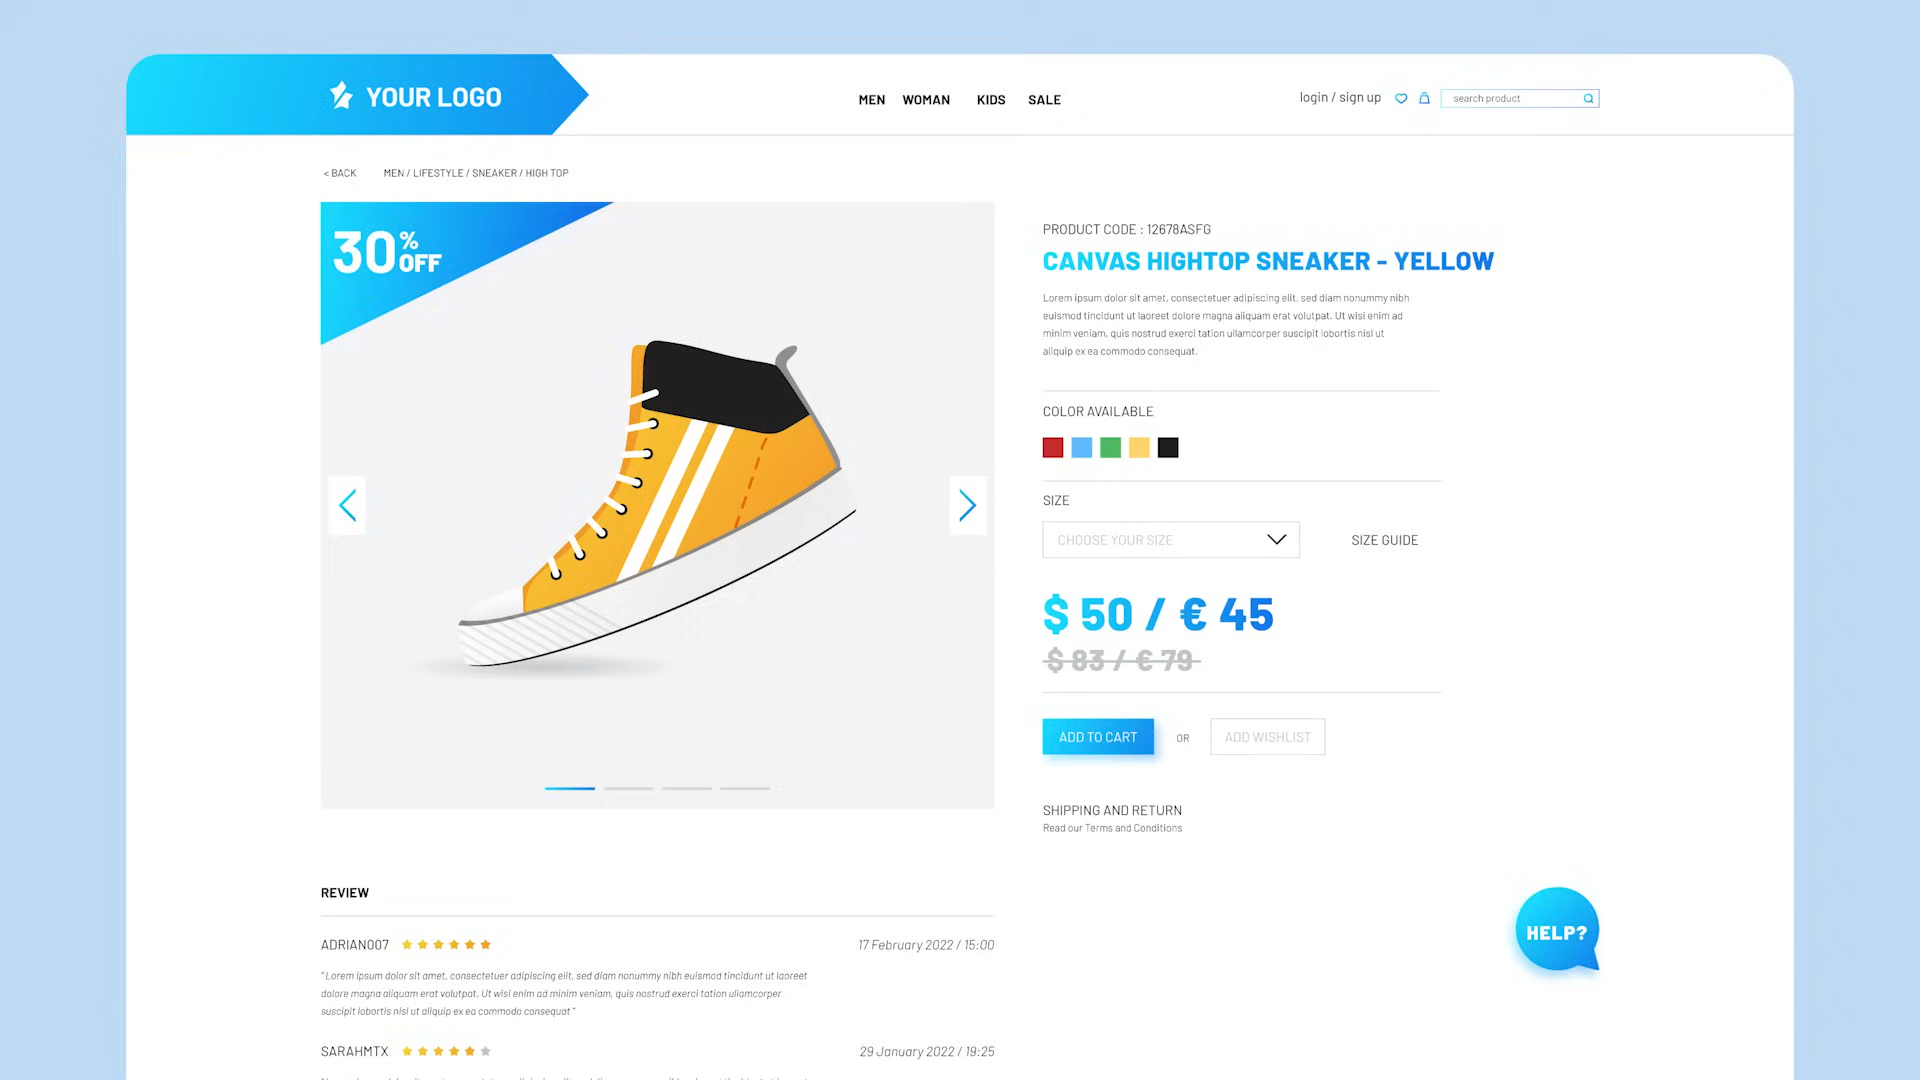 YOUR LOGO
MEN WOMAN KIDS SALE
login / sign up
search product
< BACK
MEN / LIFESTYLE / SNEAKER / HIGH TOP
30% OFF
PRODUCT CODE : 12678ASFG
CANVAS HIGHTOP SNEAKER - YELLOW
Lorem ipsum dolor sit amet, consectetuer adipiscing elit, sed diam nonummy nibh
euismod tincidunt ut laoreet dolore magna aliquam erat volutpat. Ut wisi enim ad
minim veniam, quis nostrud exerci tation ullamcorper suscipit lobortis nisl ut
aliquip ex ea commodo consequat.
COLOR AVAILABLE
SIZE
CHOOSE YOUR SIZE
SIZE GUIDE
$ 50 / € 45
$ 83 / € 79
ADD TO CART
OR
ADD WISHLIST
SHIPPING AND RETURN
Read our Terms and Conditions
REVIEW
ADRIAN007
17 February 2022 / 15:00
" Lorem ipsum dolor sit amet, consectetuer adipiscing elit, sed diam nonummy nibh euismod tincidunt ut laoreet
dolore magna aliquam erat volutpat. Ut wisi enim ad minim veniam, quis nostrud exerci tation ullamcorper
suscipit lobortis nisl ut aliquip ex ea commodo consequat "
HELP?
SARAHMTX
29 January 2022 / 19:25